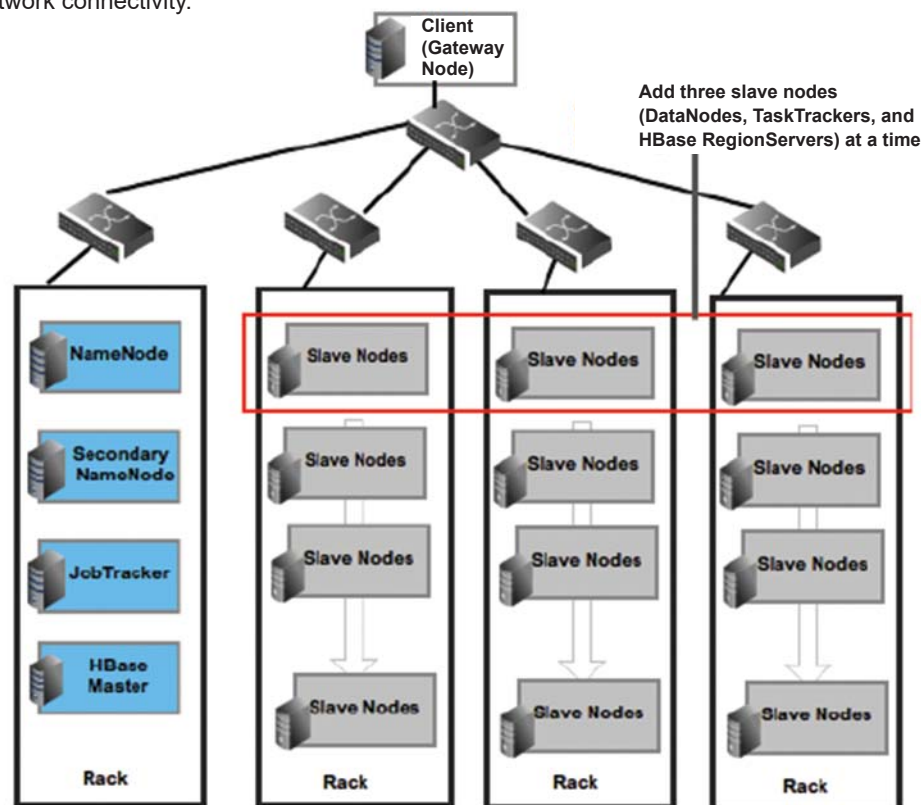 twork connectivity.
Client
(Gateway
Node)
Add three slave nodes
(DataNodes, TaskTrackers, and
HBase RegionServers) at a time
NameNode
Secondary
NameNode
JobTracker
HBase
Master
Rack
Slave Nodes
Slave Nodes
Slave Nodes
Slave Nodes
Rack
Slave Nodes
Slave Nodes
Slave Nodes
Slave Nodes
Rack
Slave Nodes
Slave Nodes
Slave Nodes
Slave Nodes
Rack